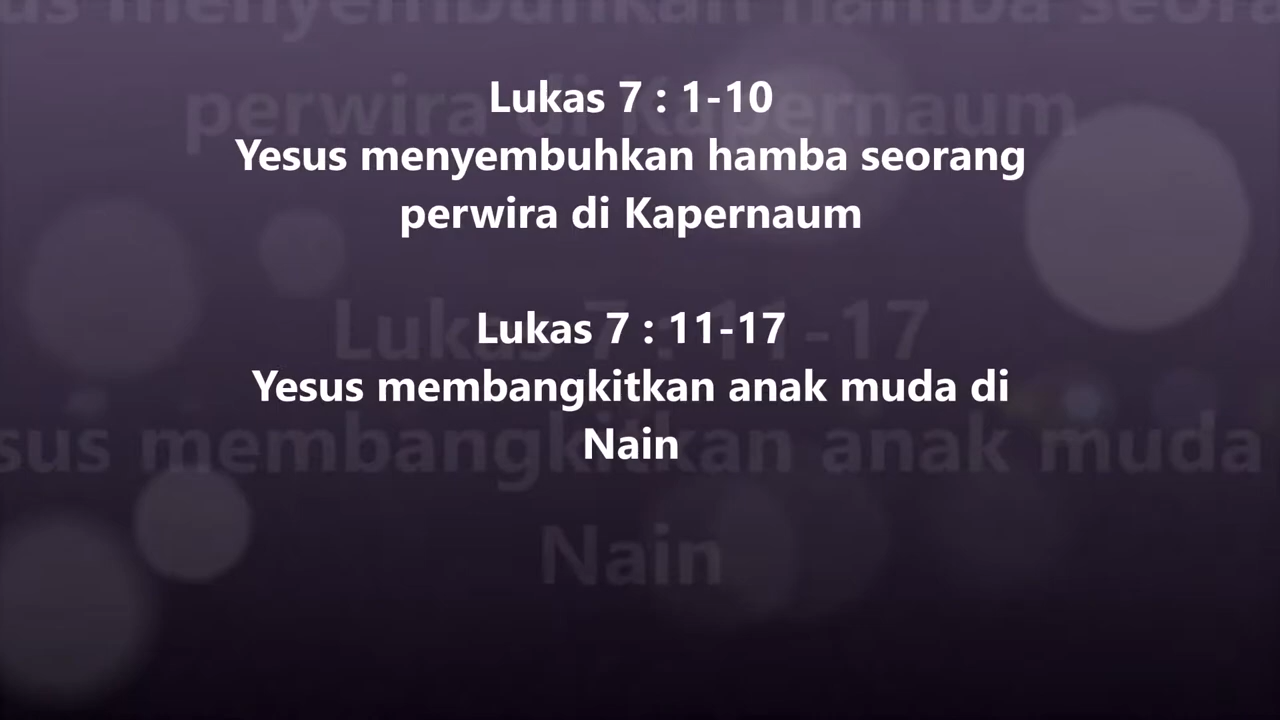 Lukas 7 : 1-10
Yesus menyembuhkan hamba seorang
perwira di Kapernaum
Lukas 7 : 11-17
Yesus membangkitkan anak muda di
Nain